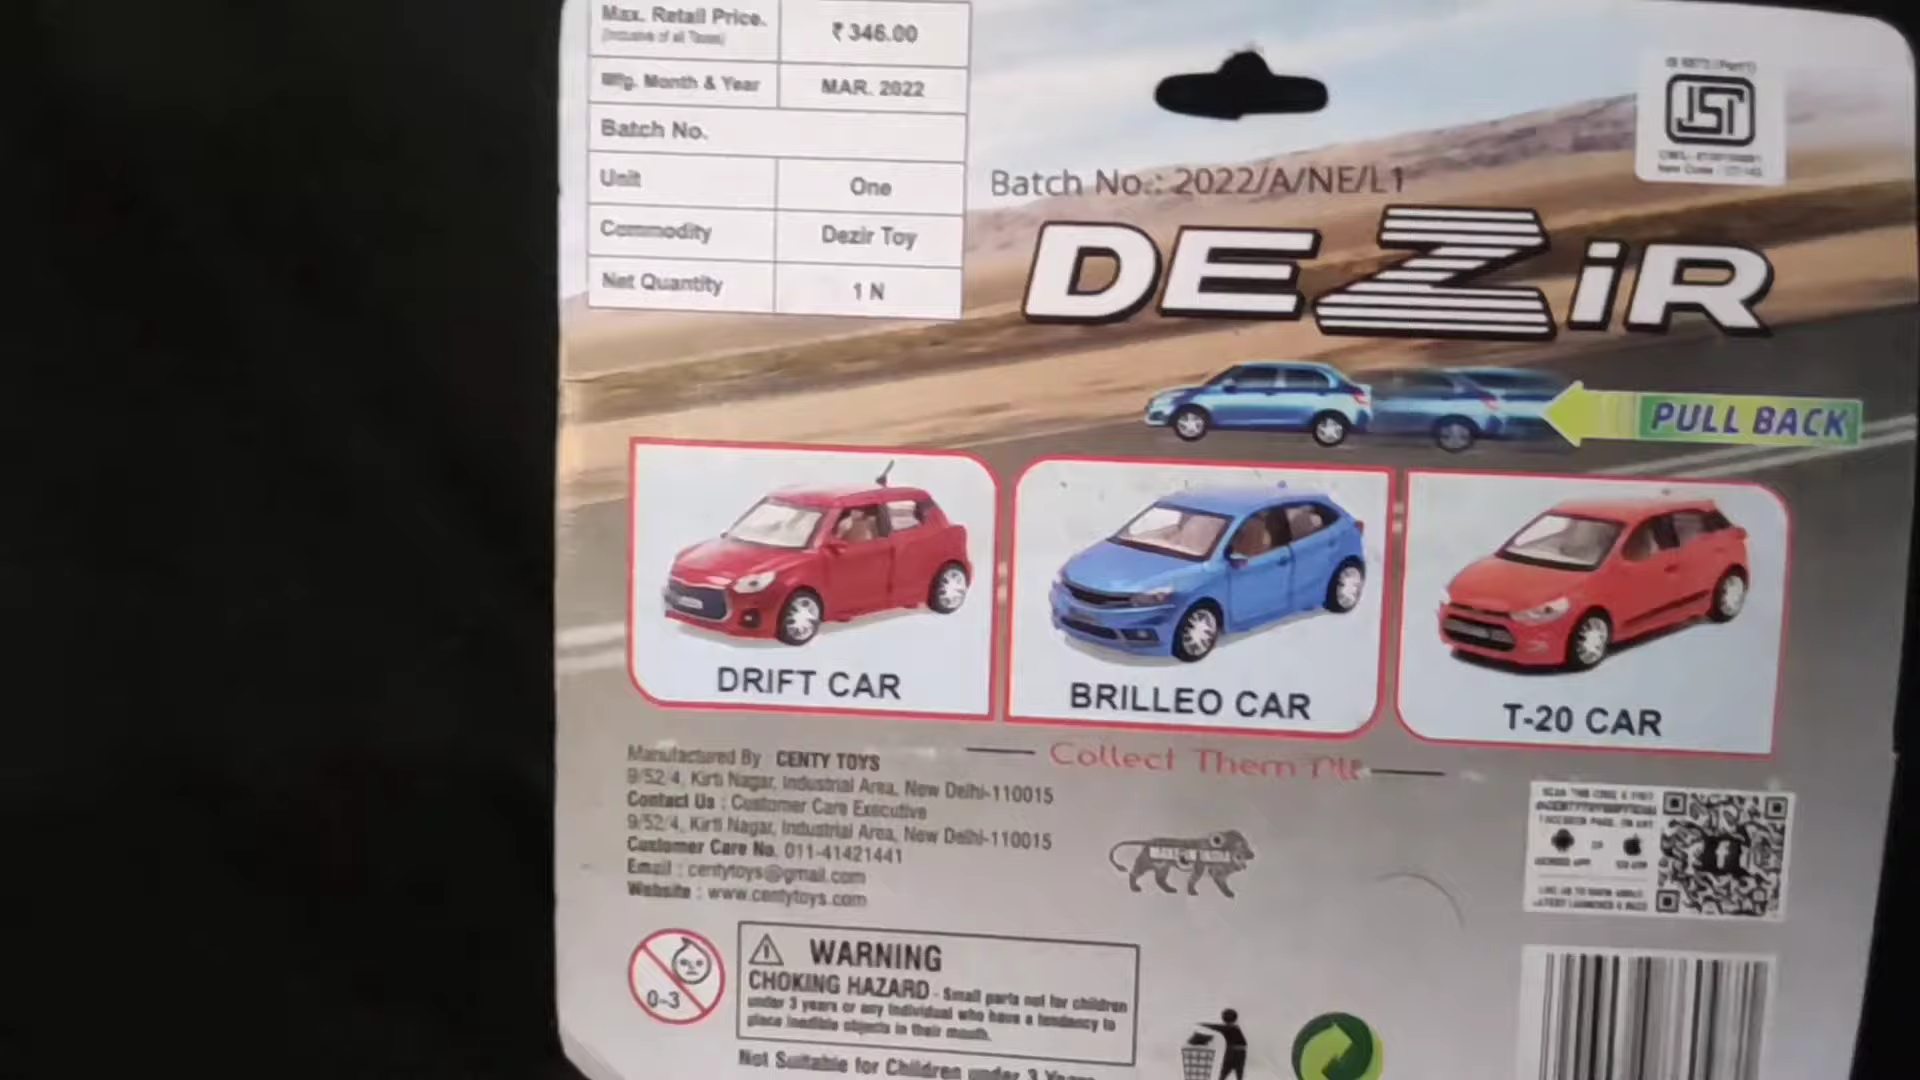 Max. Retail Price. ₹ 346.00
(Inclusive of all Taxes)
Mfg. Month & Year MAR. 2022
Batch No.
Unit One
Commodity Dezir Toy
Net Quantity 1 N
Batch No.: 2022/A/NE/L1
DEZiR
PULL BACK
DRIFT CAR
BRILLEO CAR
T-20 CAR
Collect Them All
Manufactured By CENTY TOYS
9/52/4, Kirti Nagar, Industrial Area, New Delhi-110015
Contact Us : Customer Care Executive
9/52/4, Kirti Nagar, Industrial Area, New Delhi-110015
Customer Care No. 011-41421441
Email : centytoys@gmail.com
Website : www.centytoys.com
0-3
WARNING
CHOKING HAZARD - Small parts not for children
under 3 years or any individual who have a tendency to
place inedible objects in their mouth.
Not Suitable for Children under 3 Years